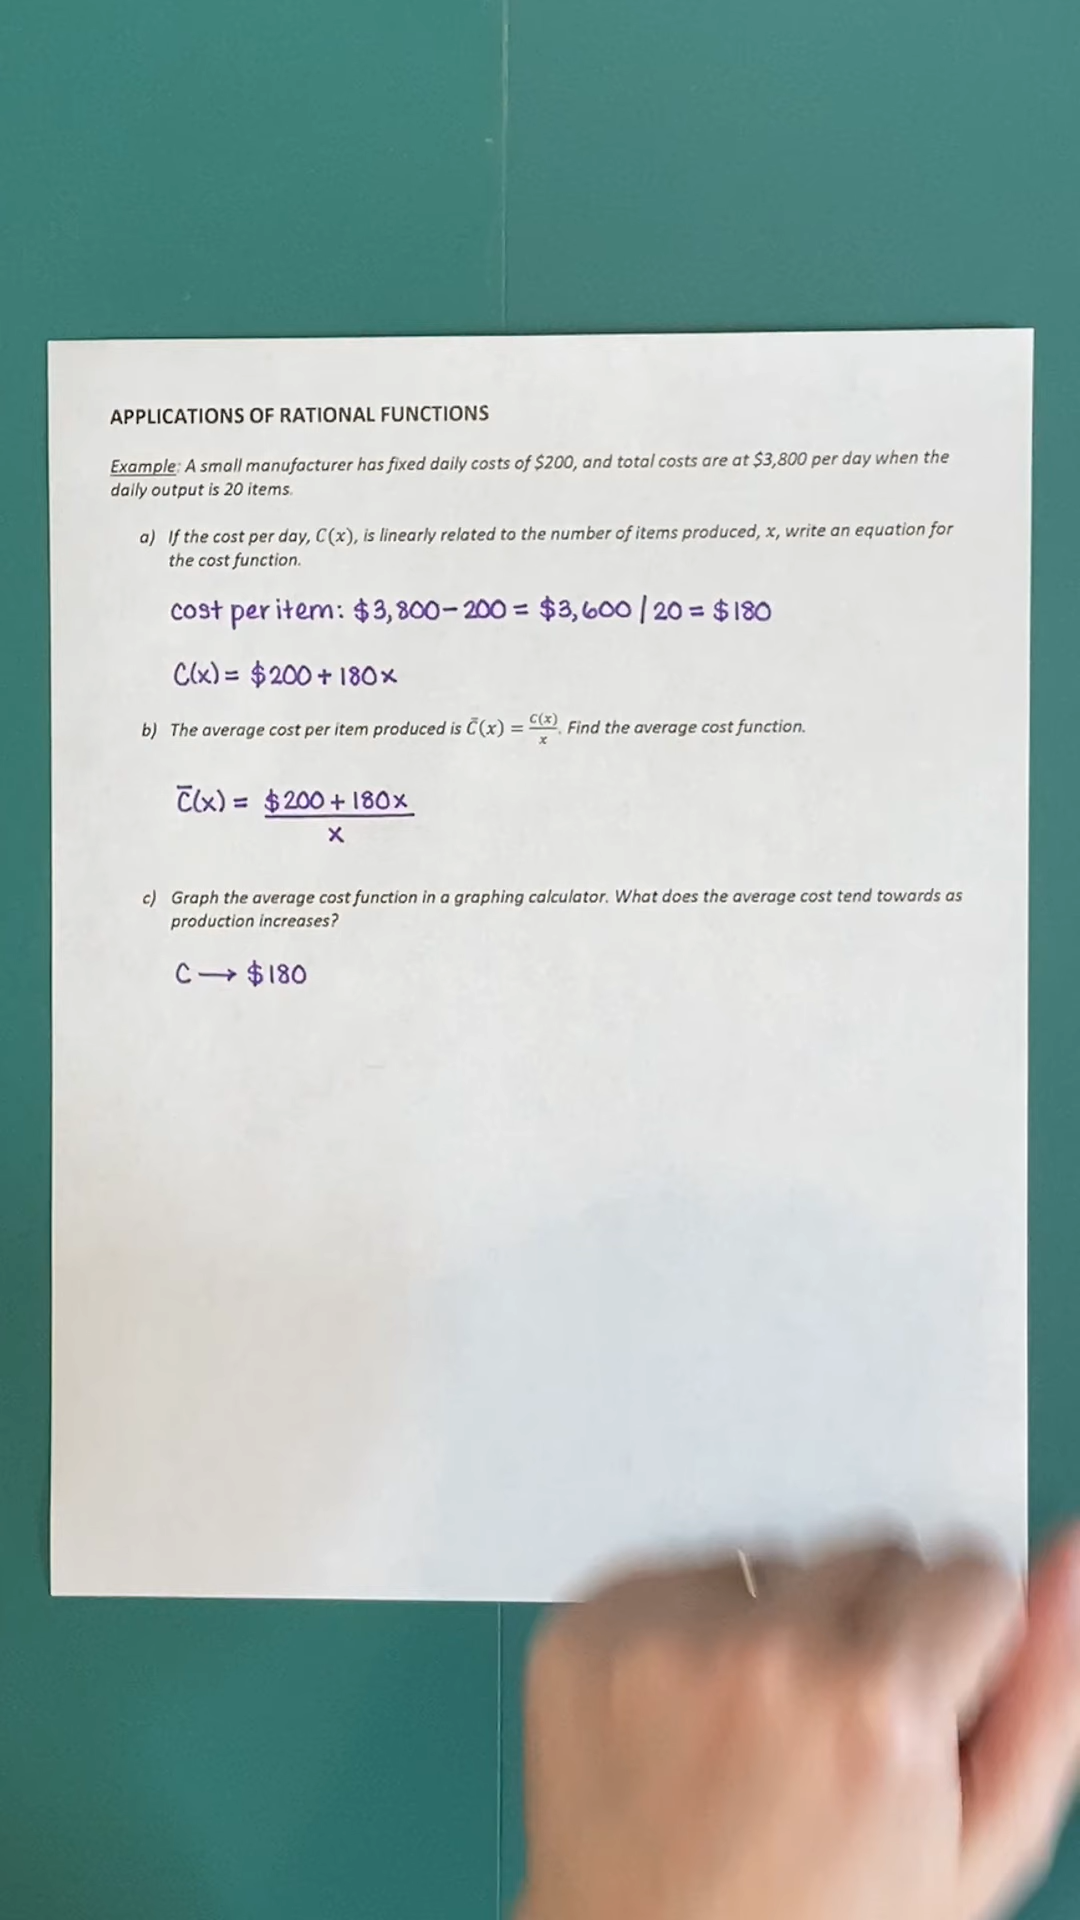 APPLICATIONS OF RATIONAL FUNCTIONS
Example: A small manufacturer has fixed daily costs of $200, and total costs are at $3,800 per day when the
daily output is 20 items.
a) If the cost per day, C(x), is linearly related to the number of items produced, x, write an equation for
the cost function.
cost per item: $3,800 - 200 = $3,600 / 20 = $180
C(x) = $200 + 180x
b) The average cost per item produced is C̄(x) = C(x)/x. Find the average cost function.
C̄(x) = $200 + 180x
x
c) Graph the average cost function in a graphing calculator. What does the average cost tend towards as
production increases?
C → $180